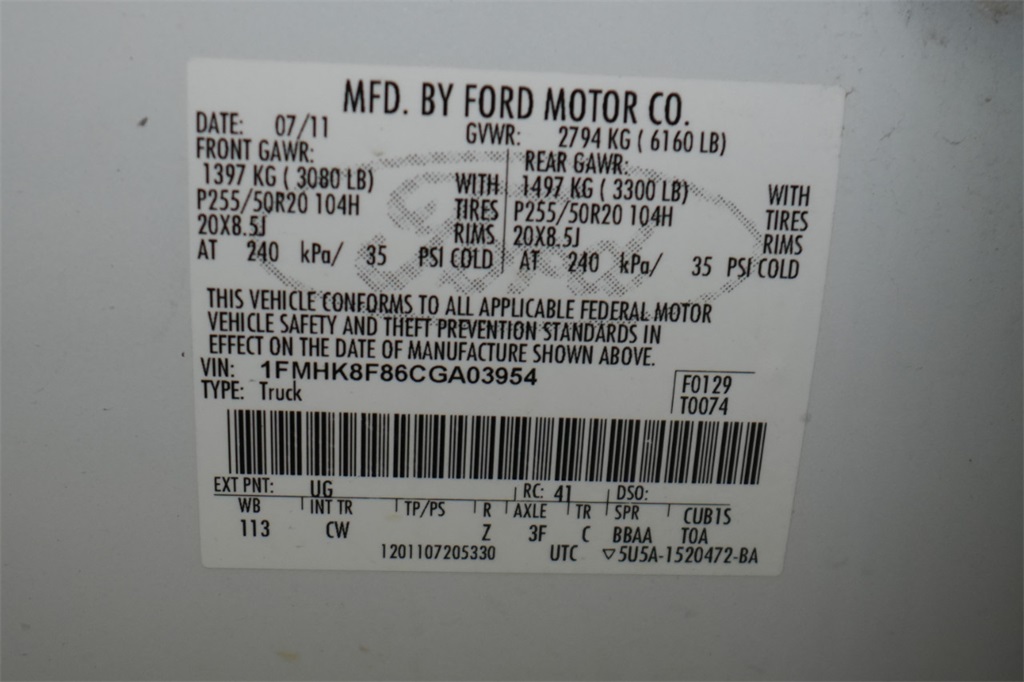 MFD. BY FORD MOTOR CO.
DATE: 07/11 GVWR: 2794 KG ( 6160 LB)
FRONT GAWR: REAR GAWR:
1397 KG ( 3080 LB) WITH 1497 KG ( 3300 LB) WITH
P255/50R20 104H TIRES P255/50R20 104H TIRES
20X8.5J RIMS 20X8.5J RIMS
AT 240 kPa/ 35 PSI COLD AT 240 kPa/ 35 PSI COLD
Ford
THIS VEHICLE CONFORMS TO ALL APPLICABLE FEDERAL MOTOR
VEHICLE SAFETY AND THEFT PREVENTION STANDARDS IN
EFFECT ON THE DATE OF MANUFACTURE SHOWN ABOVE.
VIN: 1FMHK8F86CGA03954
TYPE: Truck
F0129
T0074
EXT PNT: UG RC: 41 DSO:
WB INT TR TP/PS R AXLE TR SPR CUB1S
113 CW Z 3F C BBAA TOA
1201107205330 UTC ▽5U5A-1520472-BA